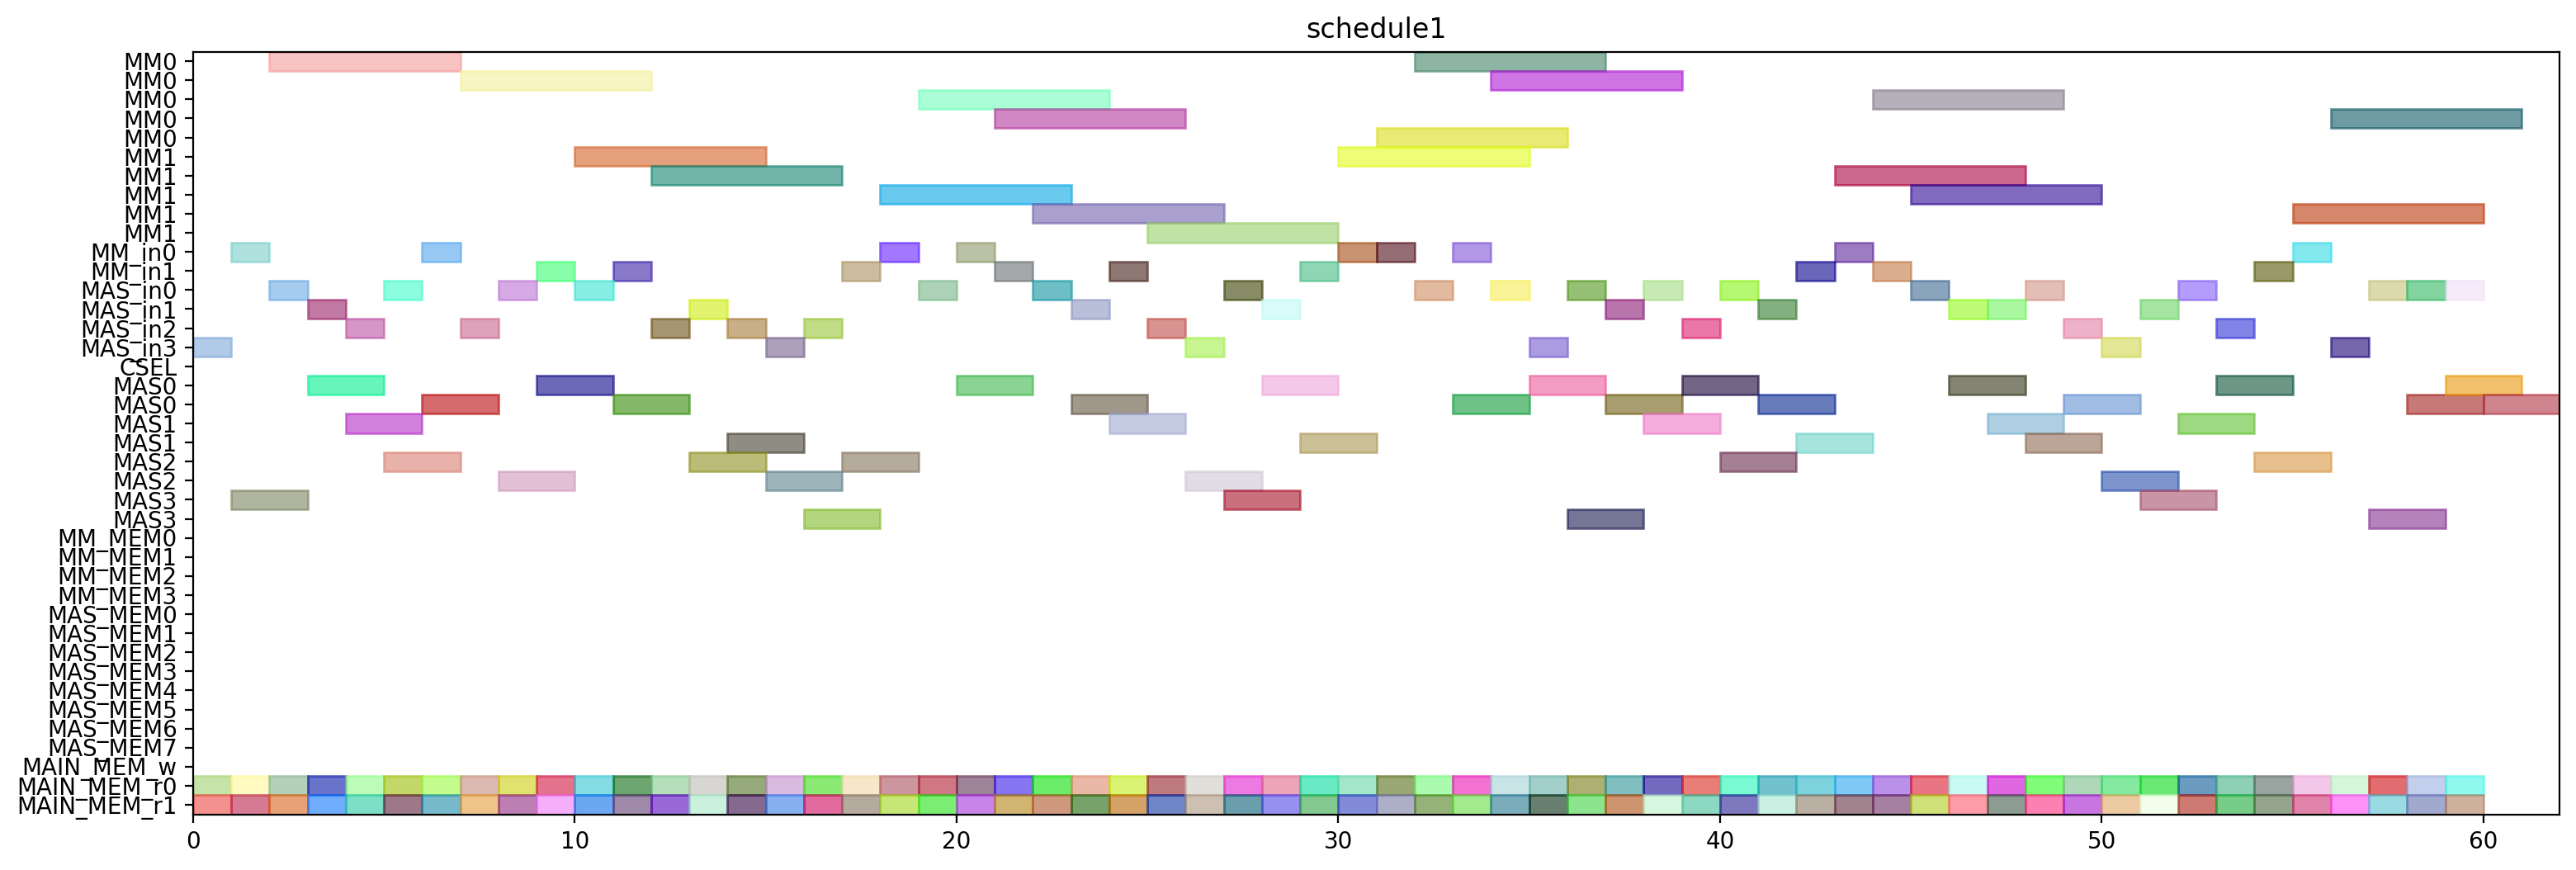 schedule1
MM0
MM0
MM0
MM0
MM0
MM1
MM1
MM1
MM1
MM1
MM_in0
MM_in1
MAS_in0
MAS_in1
MAS_in2
MAS_in3
CSEL
MAS0
MAS0
MAS1
MAS1
MAS2
MAS2
MAS3
MAS3
MM_MEM0
MM_MEM1
MM_MEM2
MM_MEM3
MAS_MEM0
MAS_MEM1
MAS_MEM2
MAS_MEM3
MAS_MEM4
MAS_MEM5
MAS_MEM6
MAS_MEM7
MAIN_MEM_w
MAIN_MEM_r0
MAIN_MEM_r1
0 10 20 30 40 50 60